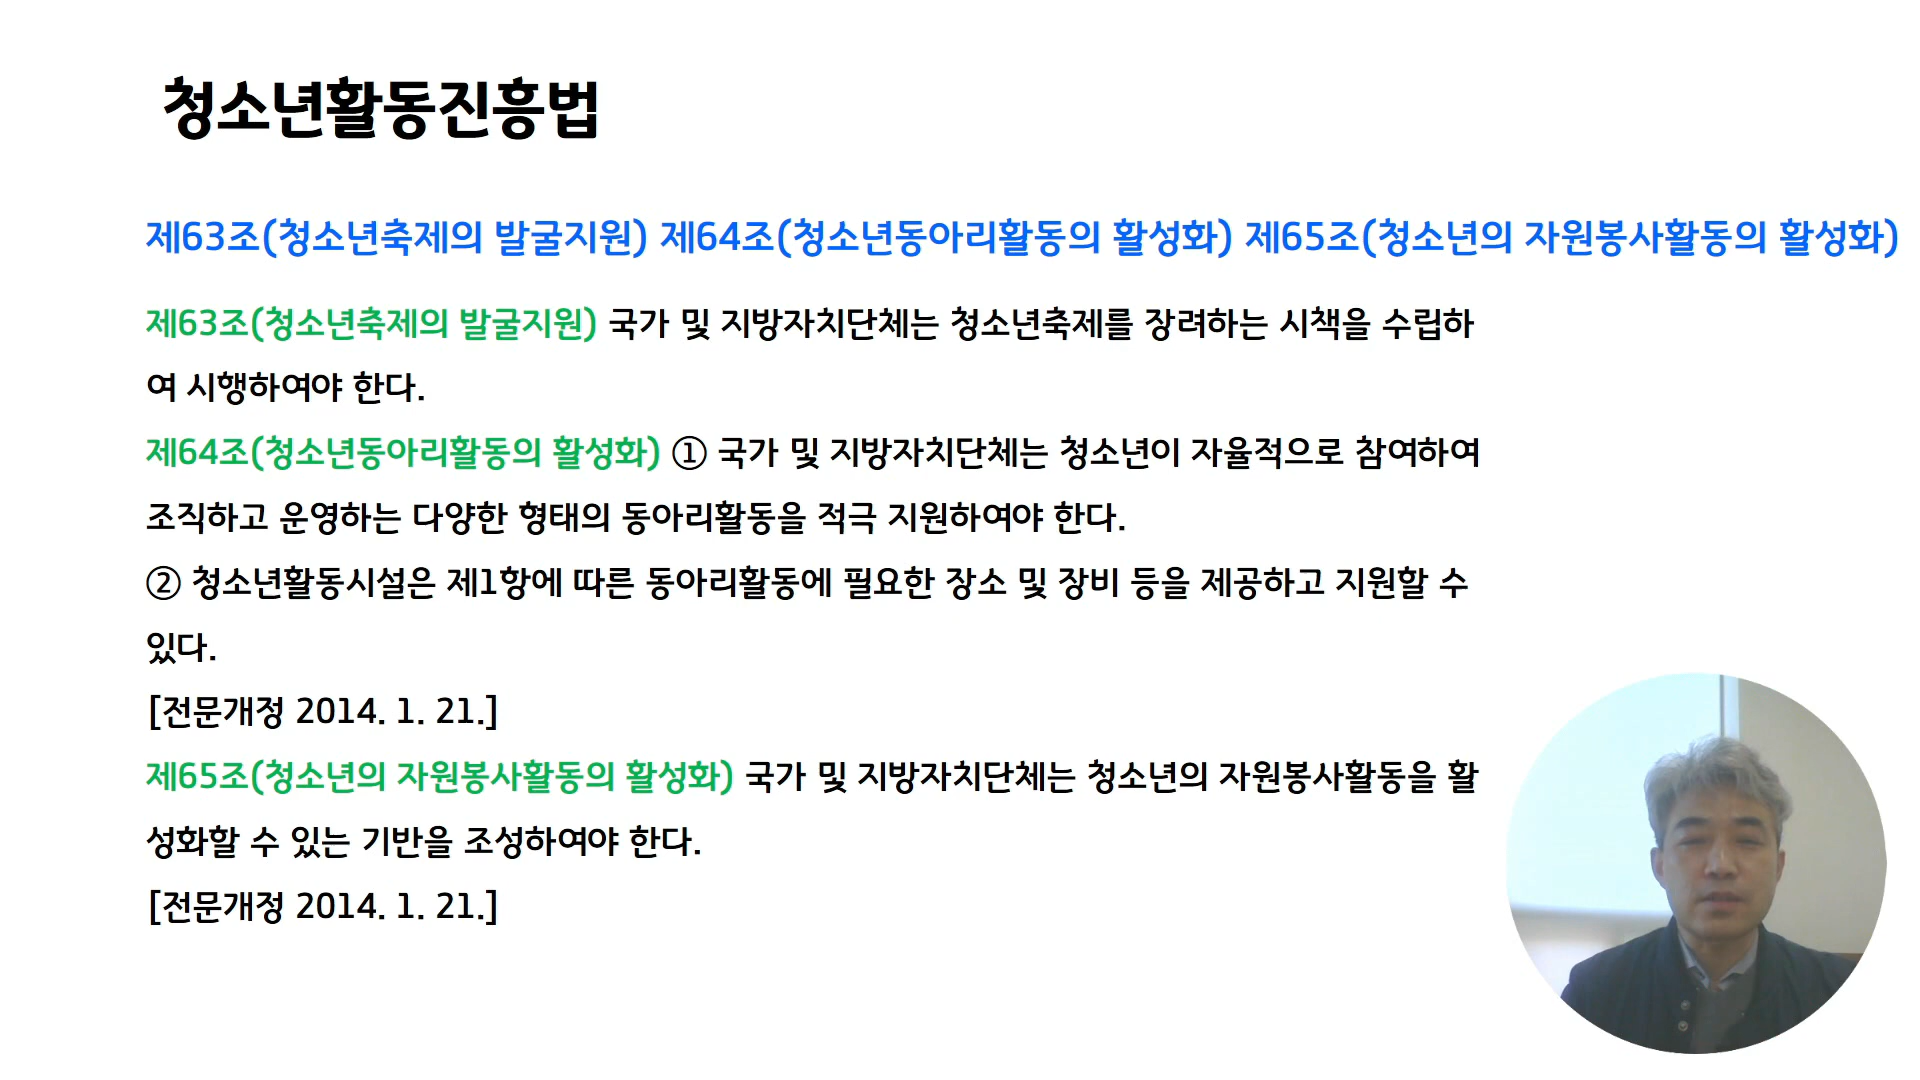 청소년활동진흥법
제63조(청소년축제의 발굴지원) 제64조(청소년동아리활동의 활성화) 제65조(청소년의 자원봉사활동의 활성화)
제63조(청소년축제의 발굴지원) 국가 및 지방자치단체는 청소년축제를 장려하는 시책을 수립하
여 시행하여야 한다.
제64조(청소년동아리활동의 활성화) ① 국가 및 지방자치단체는 청소년이 자율적으로 참여하여
조직하고 운영하는 다양한 형태의 동아리활동을 적극 지원하여야 한다.
② 청소년활동시설은 제1항에 따른 동아리활동에 필요한 장소 및 장비 등을 제공하고 지원할 수
있다.
[전문개정 2014. 1. 21.]
제65조(청소년의 자원봉사활동의 활성화) 국가 및 지방자치단체는 청소년의 자원봉사활동을 활
성화할 수 있는 기반을 조성하여야 한다.
[전문개정 2014. 1. 21.]